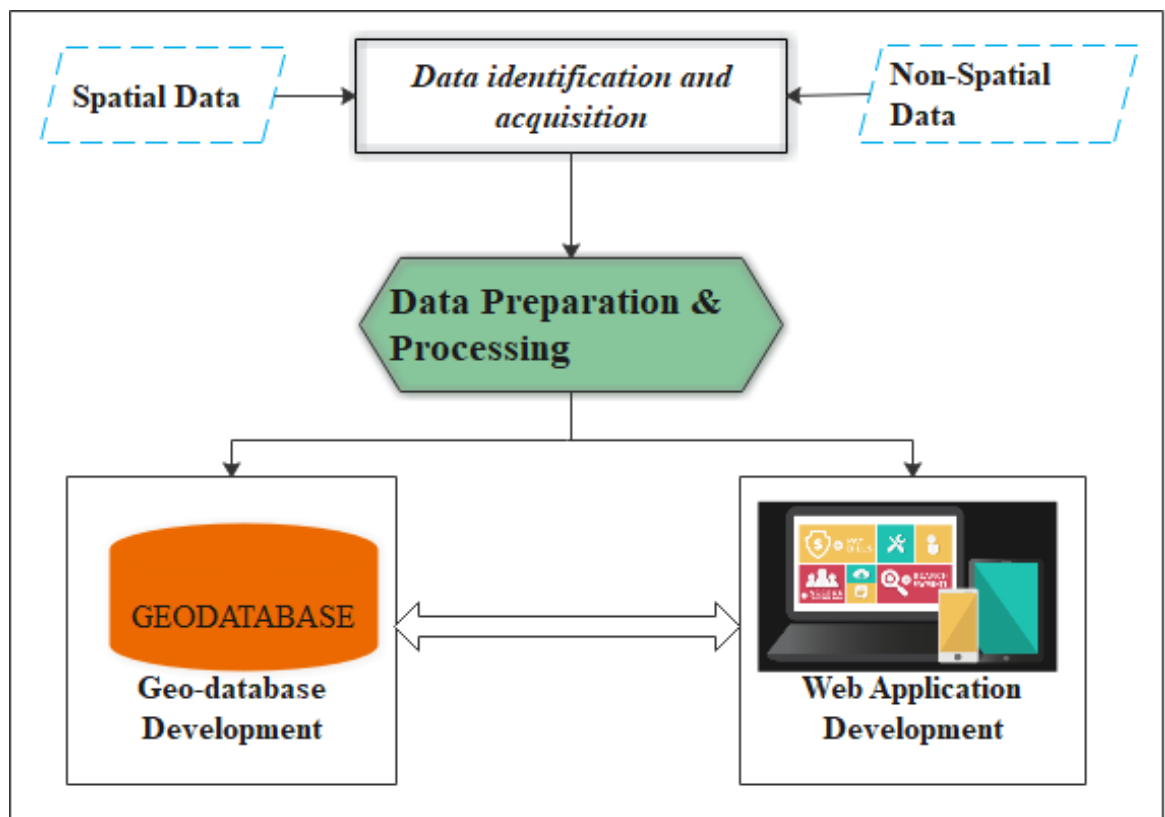 Spatial Data
Data identification and
acquisition
Non-Spatial
Data
Data Preparation &
Processing
GEODATABASE
Geo-database
Development
Web Application
Development